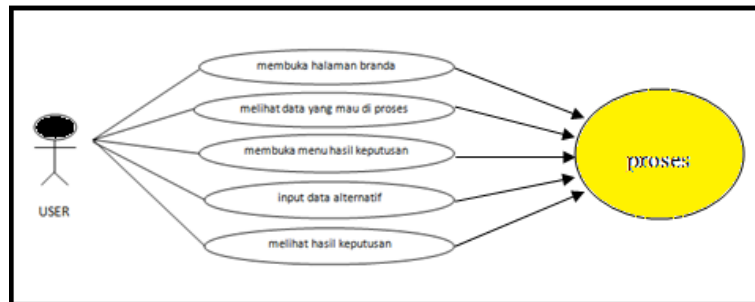 membuka halaman branda
melihat data yang mau di proses
membuka menu hasil keputusan
input data alternatif
melihat hasil keputusan
USER
proses